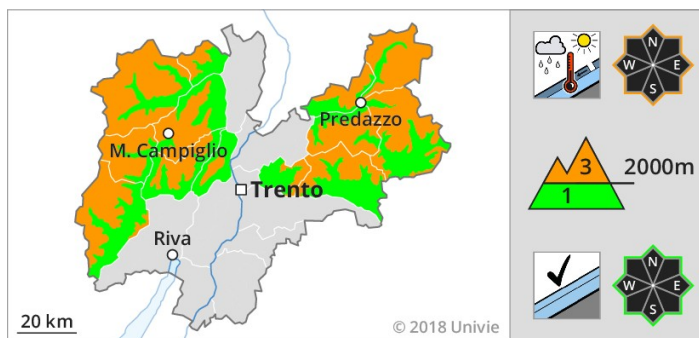 Predazzo
M. Campiglio
Trento
Riva
20 km
© 2018 Univie
N
W E
S
3 2000m
1
N
W E
S